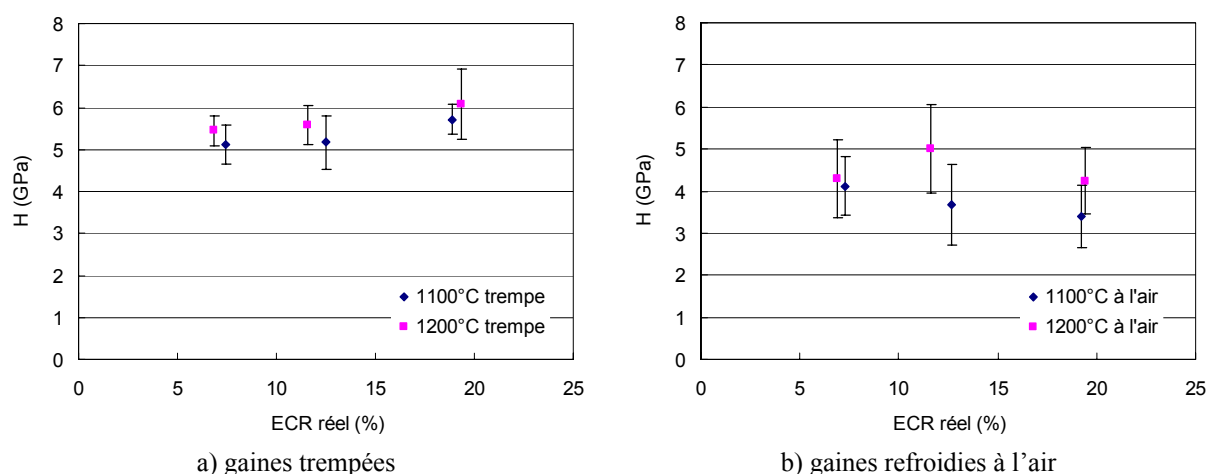 8
7
6
5
4
3
2
1
0
H (GPa)
1100°C trempe
1200°C trempe
0 5 10 15 20 25
ECR réel (%)
a) gaines trempées
8
7
6
5
4
3
2
1
0
H (GPa)
1100°C à l'air
1200°C à l'air
0 5 10 15 20 25
ECR réel (%)
b) gaines refroidies à l’air